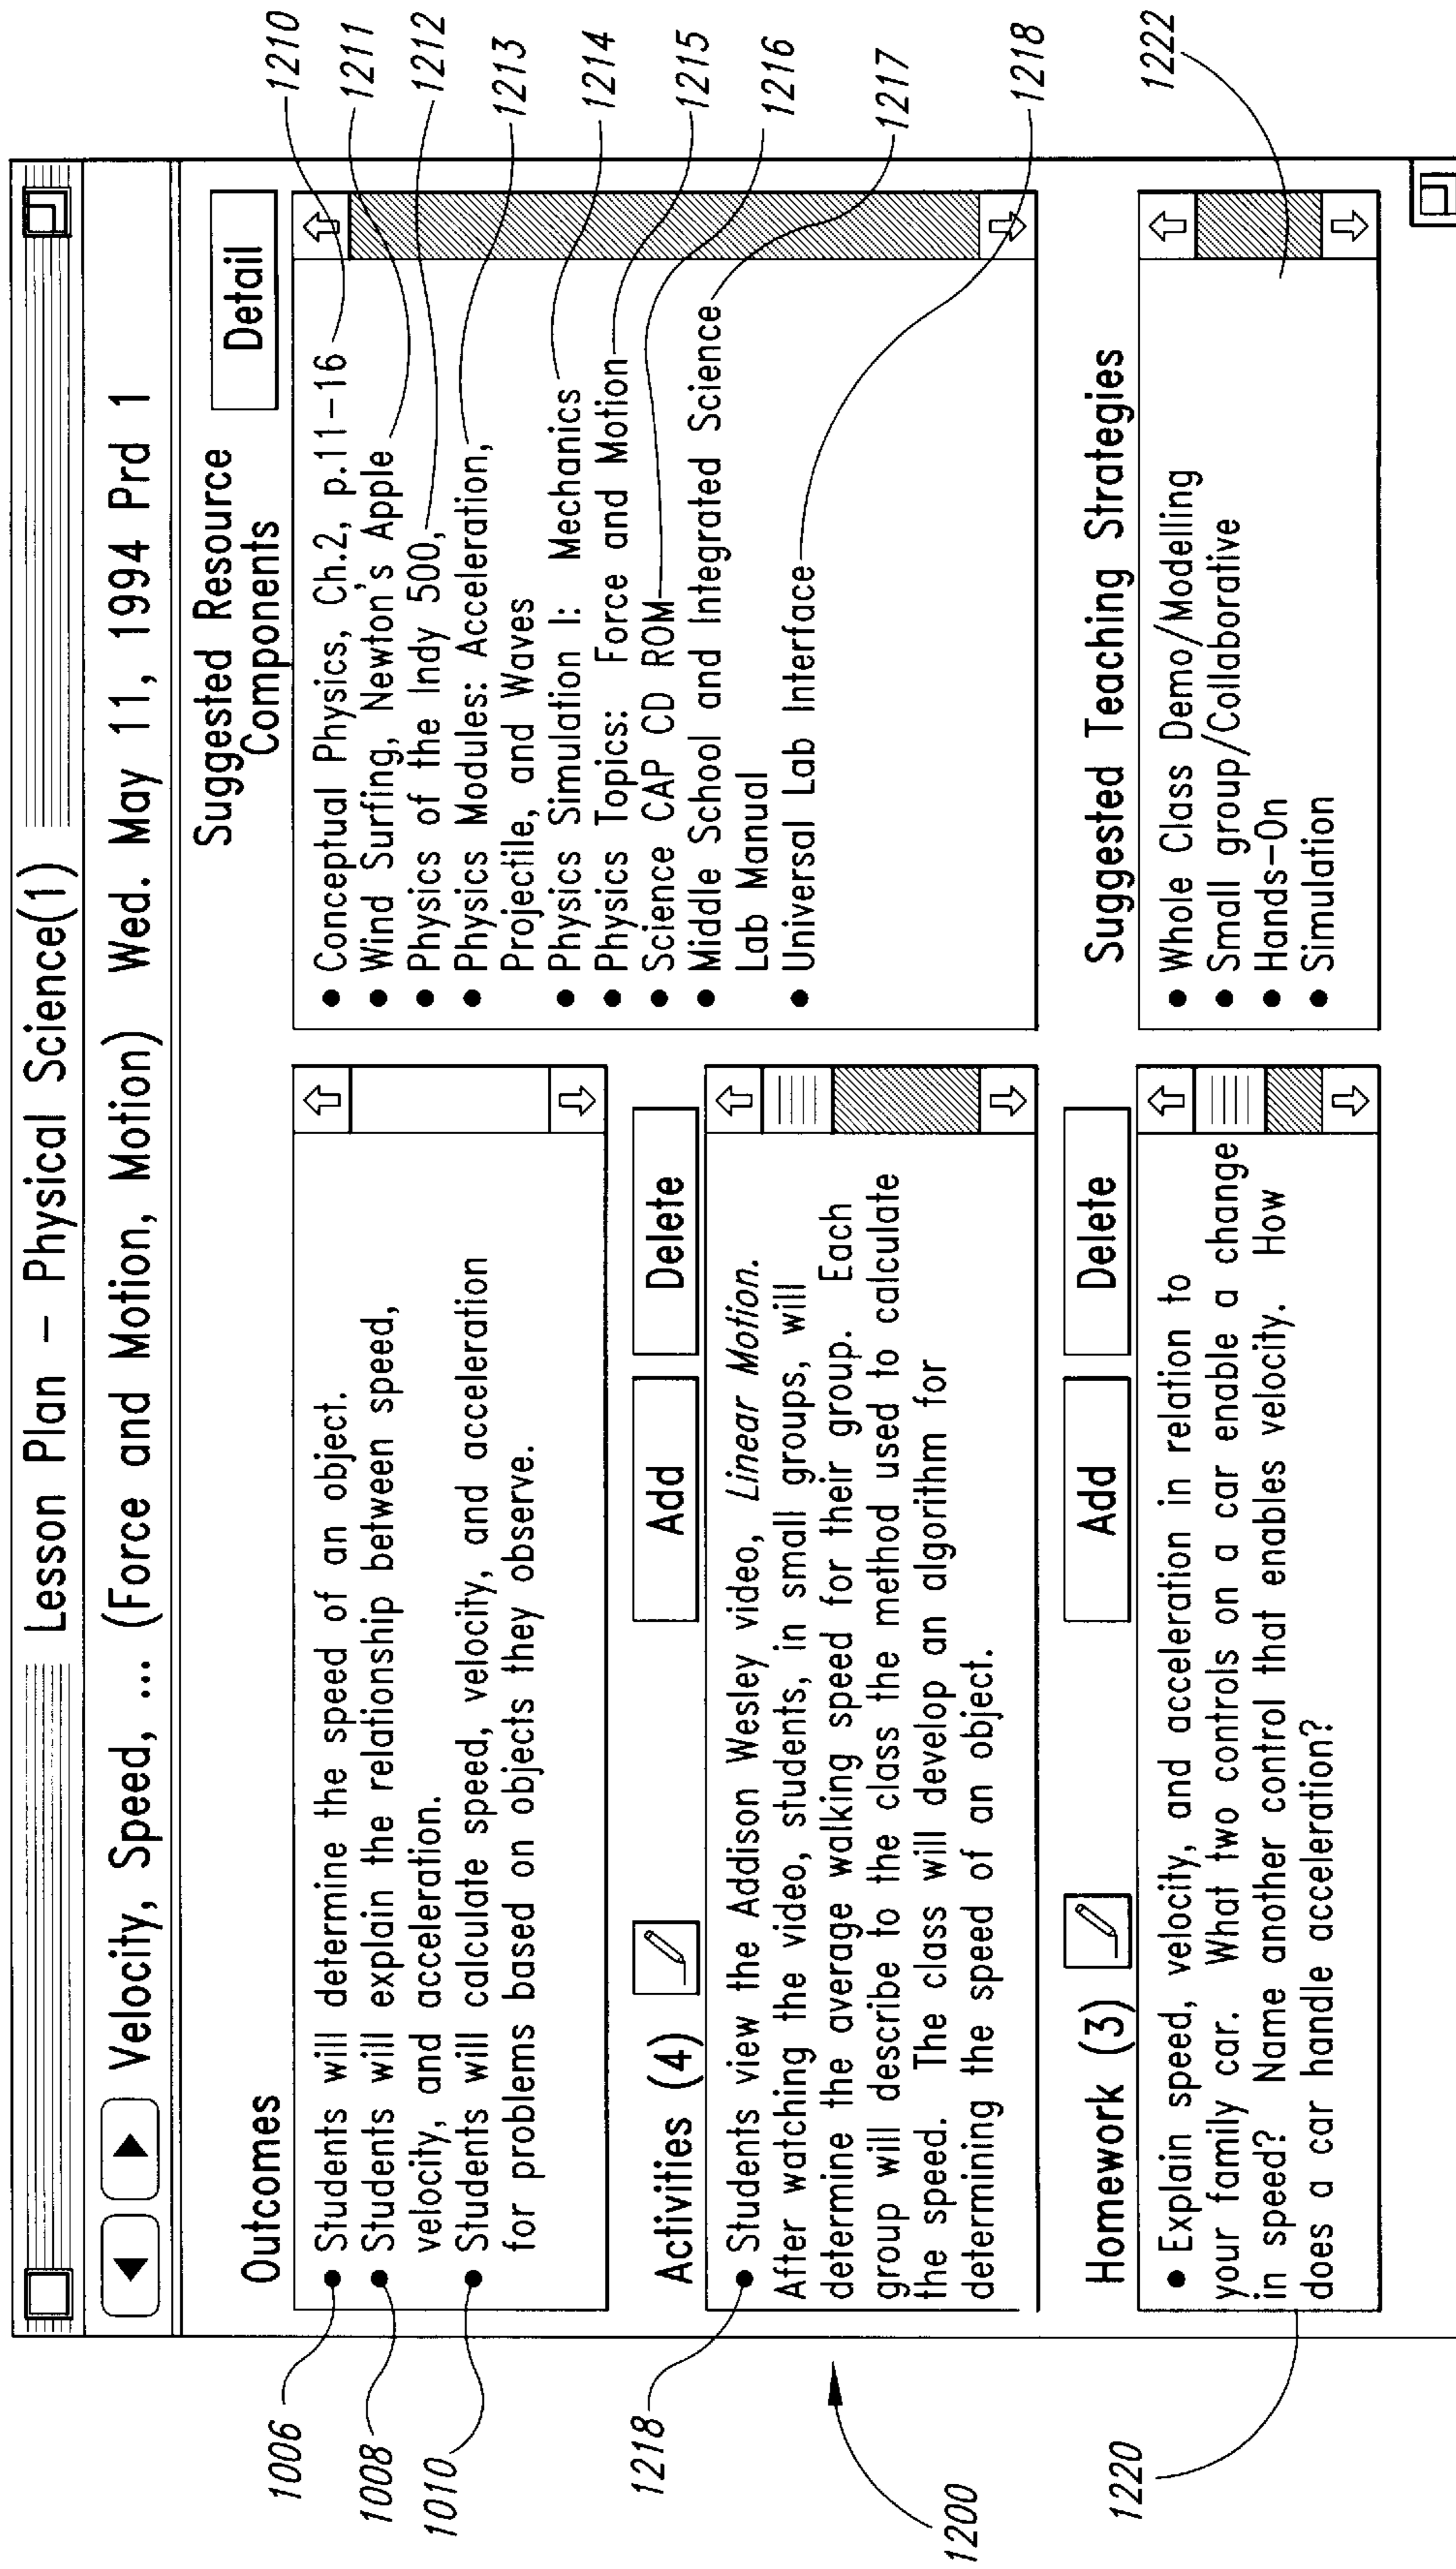 Lesson Plan – Physical Science(1)
Velocity, Speed, ... (Force and Motion, Motion) Wed. May 11, 1994 Prd 1
Outcomes
• Students will determine the speed of an object.
• Students will explain the relationship between speed,
velocity, and acceleration.
• Students will calculate speed, velocity, and acceleration
for problems based on objects they observe.
1006
1008
1010
Activities (4)
Add
Delete
• Students view the Addison Wesley video, Linear Motion.
After watching the video, students, in small groups, will
determine the average walking speed for their group. Each
group will describe to the class the method used to calculate
the speed. The class will develop an algorithm for
determining the speed of an object.
1218
1200
Homework (3)
Add
Delete
• Explain speed, velocity, and acceleration in relation to
your family car. What two controls on a car enable a change
in speed? Name another control that enables velocity. How
does a car handle acceleration?
1220
Suggested Resource
Components
Detail
• Conceptual Physics, Ch.2, p.11–16
• Wind Surfing, Newton's Apple
• Physics of the Indy 500,
• Physics Modules: Acceleration,
Projectile, and Waves
• Physics Simulation I: Mechanics
• Physics Topics: Force and Motion
• Science CAP CD ROM
• Middle School and Integrated Science
Lab Manual
• Universal Lab Interface
1210
1211
1212
1213
1214
1215
1216
1217
1218
Suggested Teaching Strategies
• Whole Class Demo/Modelling
• Small group/Collaborative
• Hands–On
• Simulation
1222